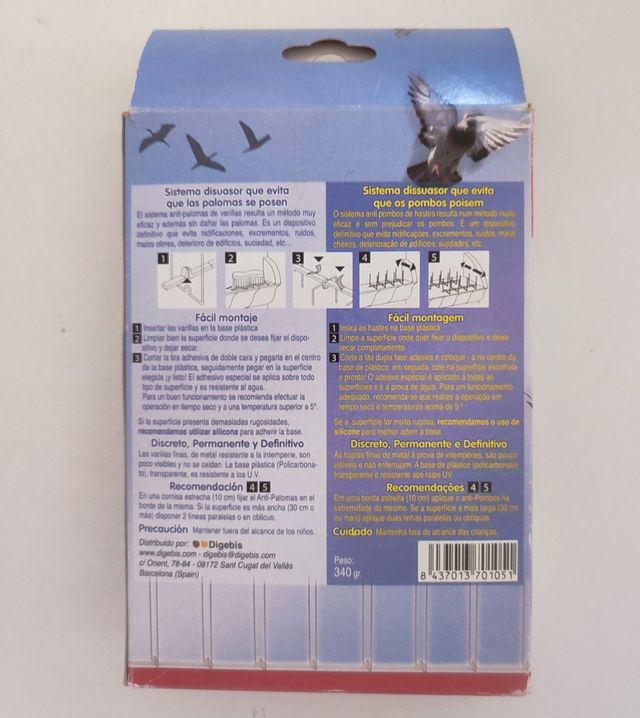 Sistema disuasor que evita
que las palomas se posen
El sistema anti-palomas de varillas resulta un método muy
eficaz y además sin dañar las palomas. Es un dispositivo
definitivo que evita nidificaciones, excrementos, ruidos,
malos olores, deterioro de edificios, suciedad, etc...
Sistema dissuasor que evita
que os pombos poisem
O sistema anti pombos de hastes resulta num método muito
eficaz e sem prejudicar os pombos. É um dispositivo
definitivo que evita nidificações, excrementos, ruidos, maus
cheiros, deterioração de edifícios, sujidades, etc
1 2 3 4 5
Fácil montaje
1 Insertar las varillas en la base plástica
2 Limpiar bien la superficie donde se desea fijar el dispo-
sitivo y dejar secar.
3 Cortar la tira adhesiva de doble cara y pegarla en el centro
de la base plástica, seguidamente pegar en la superficie
elegida ¡y listo! El adhesivo especial se aplica sobre todo
tipo de superficie y es resistente al agua.
Para un buen funcionamiento se recomienda efectuar la
operación en tiempo seco y a una temperatura superior a 5°.
Si la superficie presenta demasiadas rugosidades,
recomendamos utilizar silicona para adherir la base.
Discreto, Permanente y Definitivo
Las varillas finas, de metal resistente a la intemperie, son
poco visibles y no se oxidan. La base plástica (Policarbona-
to), transparente, es resistente a los U.V.
Recomendación 4 5
En una cornisa estrecha (10 cm) fijar el Anti-Palomas en el
borde de la misma. Si la superficie es más ancha (30 cm o
más) disponer 2 líneas paralelas o en oblicuo.
Precaución Mantener fuera del alcance de los niños.
Distribuido por: Digebis
www.digebis.com - digebis@digebis.com
c/ Orient, 78-84 - 08172 Sant Cugat del Vallés
Barcelona (Spain)
Fácil montagem
1 Insira as hastes na base plástica
2 Limpe a superfície onde quer fixar o dispositivo e deixe
secar completamente.
3 Corte a fita dupla face adesiva e coloque - a no centro da
base de plástico, em seguida, cole na superfície escolhida
e pronto! O adesivo especial é aplicado a todas as
superfícies e é à prova de água. Para um funcionamento
adequado, recomenda-se que realize a operação em
tempo seco e temperaturas acima do 5 °
Se a superfície for muito rugosa, recomendamos o uso de
silicone para melhor aderir à base.
Discreto, Permanente e Definitivo
As hastes finas de metal à prova de intempéries, são pouco
visíveis e não enferrujam. A base de plástico (policarbonato)
transparente e resistente aos raios UV
Recomendações 4 5
Em uma borda estreita (10 cm) aplique o anti-Pombos na
extremidade do mesmo. Se a superfície é mais larga (30 cm
ou mais) aplique duas linhas paralelas ou oblíquas.
Cuidado Mantenha fora do alcance das crianças.
Peso:
340 gr.
8 437013 701051